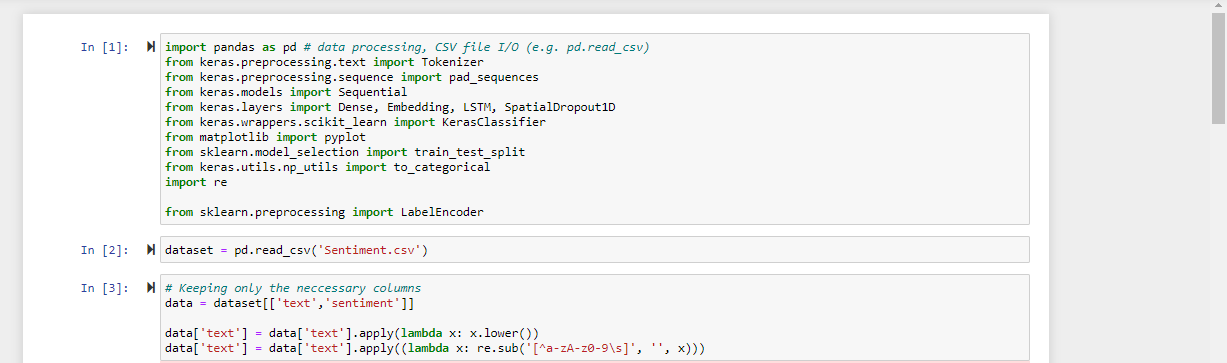 In [1]:
import pandas as pd # data processing, CSV file I/O (e.g. pd.read_csv)
from keras.preprocessing.text import Tokenizer
from keras.preprocessing.sequence import pad_sequences
from keras.models import Sequential
from keras.layers import Dense, Embedding, LSTM, SpatialDropout1D
from keras.wrappers.scikit_learn import KerasClassifier
from matplotlib import pyplot
from sklearn.model_selection import train_test_split
from keras.utils.np_utils import to_categorical
import re

from sklearn.preprocessing import LabelEncoder
In [2]:
dataset = pd.read_csv('Sentiment.csv')
In [3]:
# Keeping only the neccessary columns
data = dataset[['text','sentiment']]

data['text'] = data['text'].apply(lambda x: x.lower())
data['text'] = data['text'].apply((lambda x: re.sub('[^a-zA-z0-9\s]', '', x)))